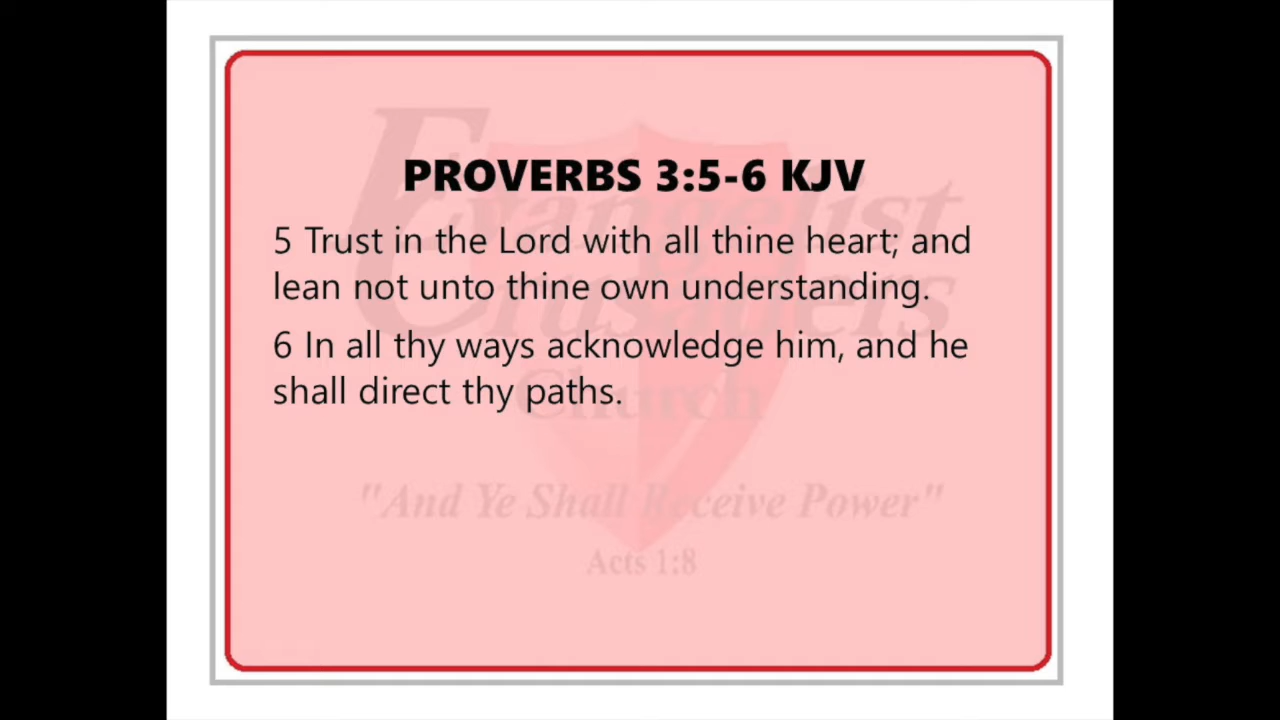 PROVERBS 3:5-6 KJV
5 Trust in the Lord with all thine heart; and
lean not unto thine own understanding.
6 In all thy ways acknowledge him, and he
shall direct thy paths.
Evangelist
Crusaders
Church
"And Ye Shall Receive Power"
Acts 1:8